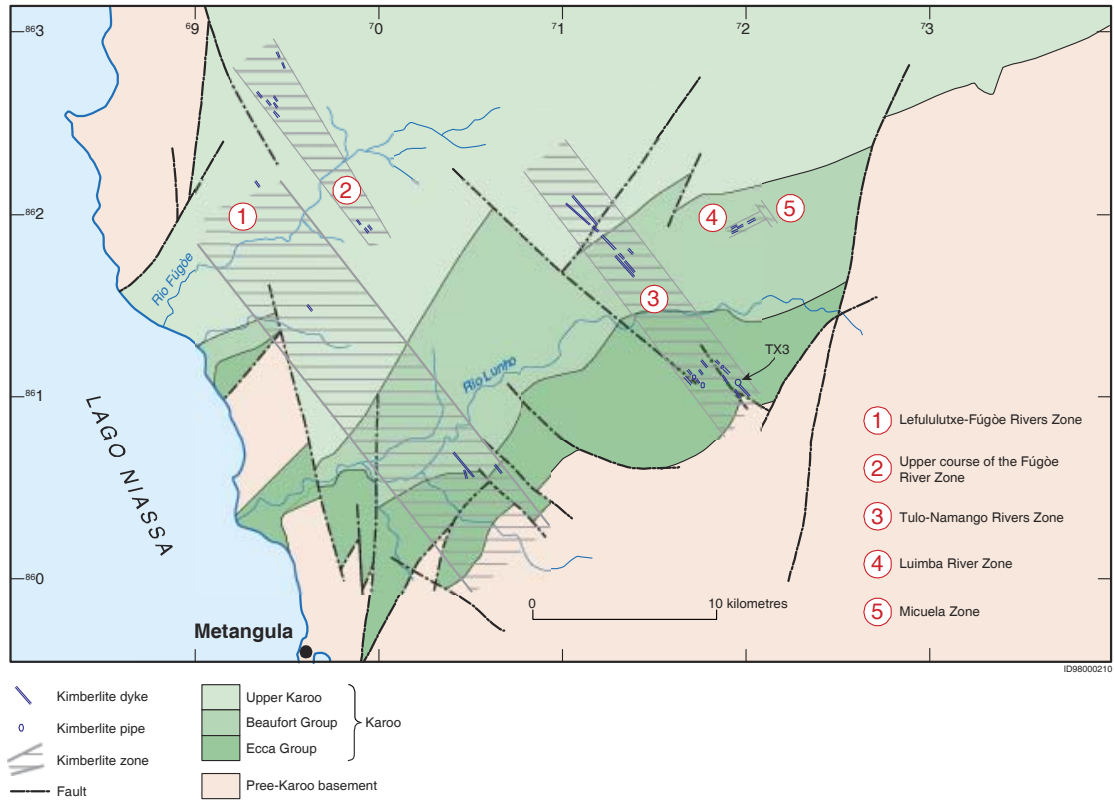 ⁶9
70
⁷1
72
73
⁸63
⁸62
⁸61
⁸60
1
2
3
4
5
Rio Fúgòe
Rio Lunho
TX3
LAGO NIASSA
Metangula
1 Lefululutxe-Fúgòe Rivers Zone
2 Upper course of the Fúgòe
River Zone
3 Tulo-Namango Rivers Zone
4 Luimba River Zone
5 Micuela Zone
0 10 kilometres
ID98000210
Kimberlite dyke
Kimberlite pipe
Kimberlite zone
Fault
Upper Karoo
Beaufort Group
Ecca Group
Karoo
Pree-Karoo basement